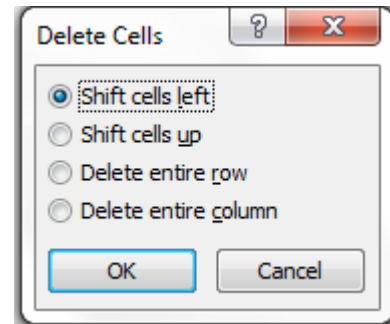 Delete Cells
Shift cells left
Shift cells up
Delete entire row
Delete entire column
OK Cancel